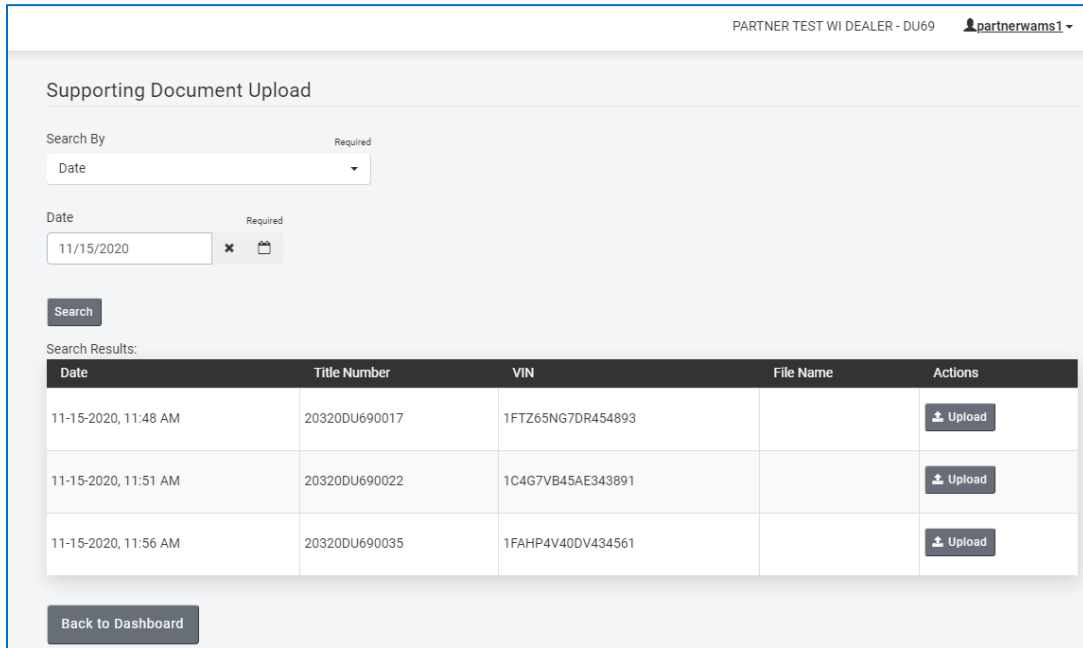 PARTNER TEST WI DEALER - DU69 partnerwams1
Supporting Document Upload
Search By Required
Date
Date Required
11/15/2020
Search
Search Results:
Date Title Number VIN File Name Actions
11-15-2020, 11:48 AM 20320DU690017 1FTZ65NG7DR454893 Upload
11-15-2020, 11:51 AM 20320DU690022 1C4G7VB45AE343891 Upload
11-15-2020, 11:56 AM 20320DU690035 1FAHP4V40DV434561 Upload
Back to Dashboard